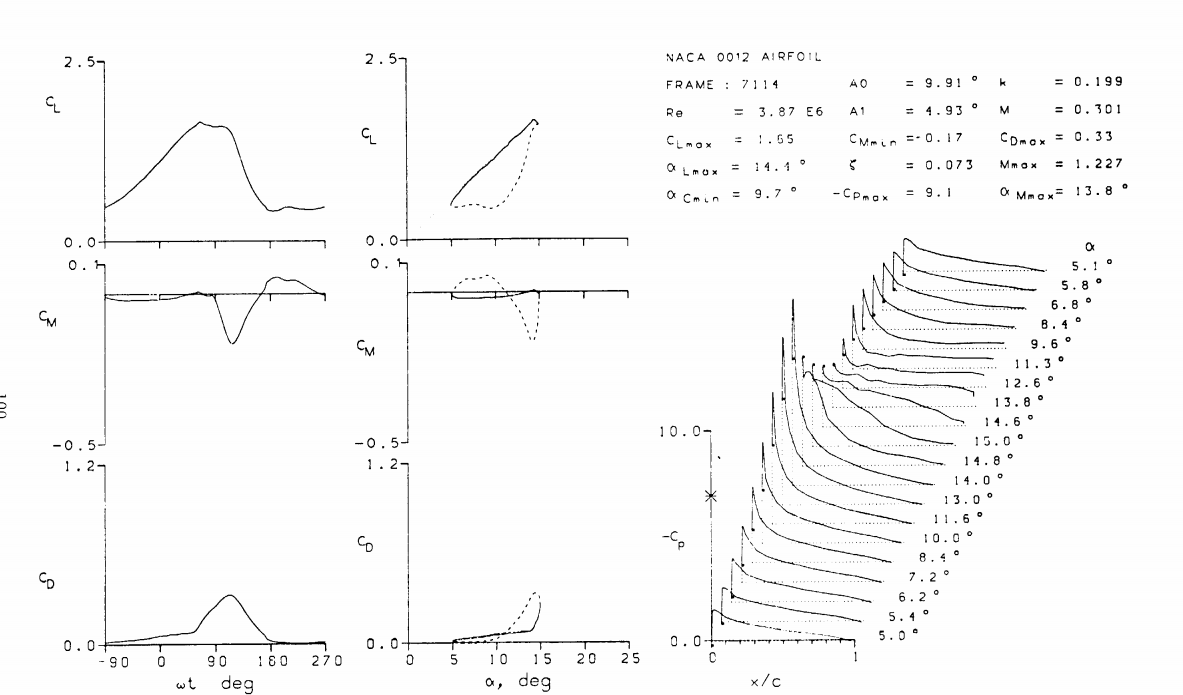 NACA 0012 AIRFOIL
FRAME : 7114 A0 = 9.91 ° k = 0.199
Re = 3.87 E6 A1 = 4.93 ° M = 0.301
CLmax = 1.65 CMmin =-0.17 CDmax = 0.33
α Lmax = 14.4 ° ζ = 0.073 Mmax = 1.227
α Cmin = 9.7 ° -CPmax = 9.1 α Mmax= 13.8 °
2.5
CL
0.0
2.5
CL
0.0
0.1
CM
-0.5
0.1
CM
-0.5
1.2
CD
0.0
-90 0 90 180 270
ωt deg
1.2
CD
0.0
0 5 10 15 20 25
α, deg
α
5.1 °
5.8 °
6.8 °
8.4 °
9.6 °
11.3 °
12.6 °
13.8 °
14.6 °
15.0 °
14.8 °
14.0 °
13.0 °
11.6 °
10.0 °
8.4 °
7.2 °
6.2 °
5.4 °
5.0 °
10.0
-Cp
0.0
0 1
x/c
100